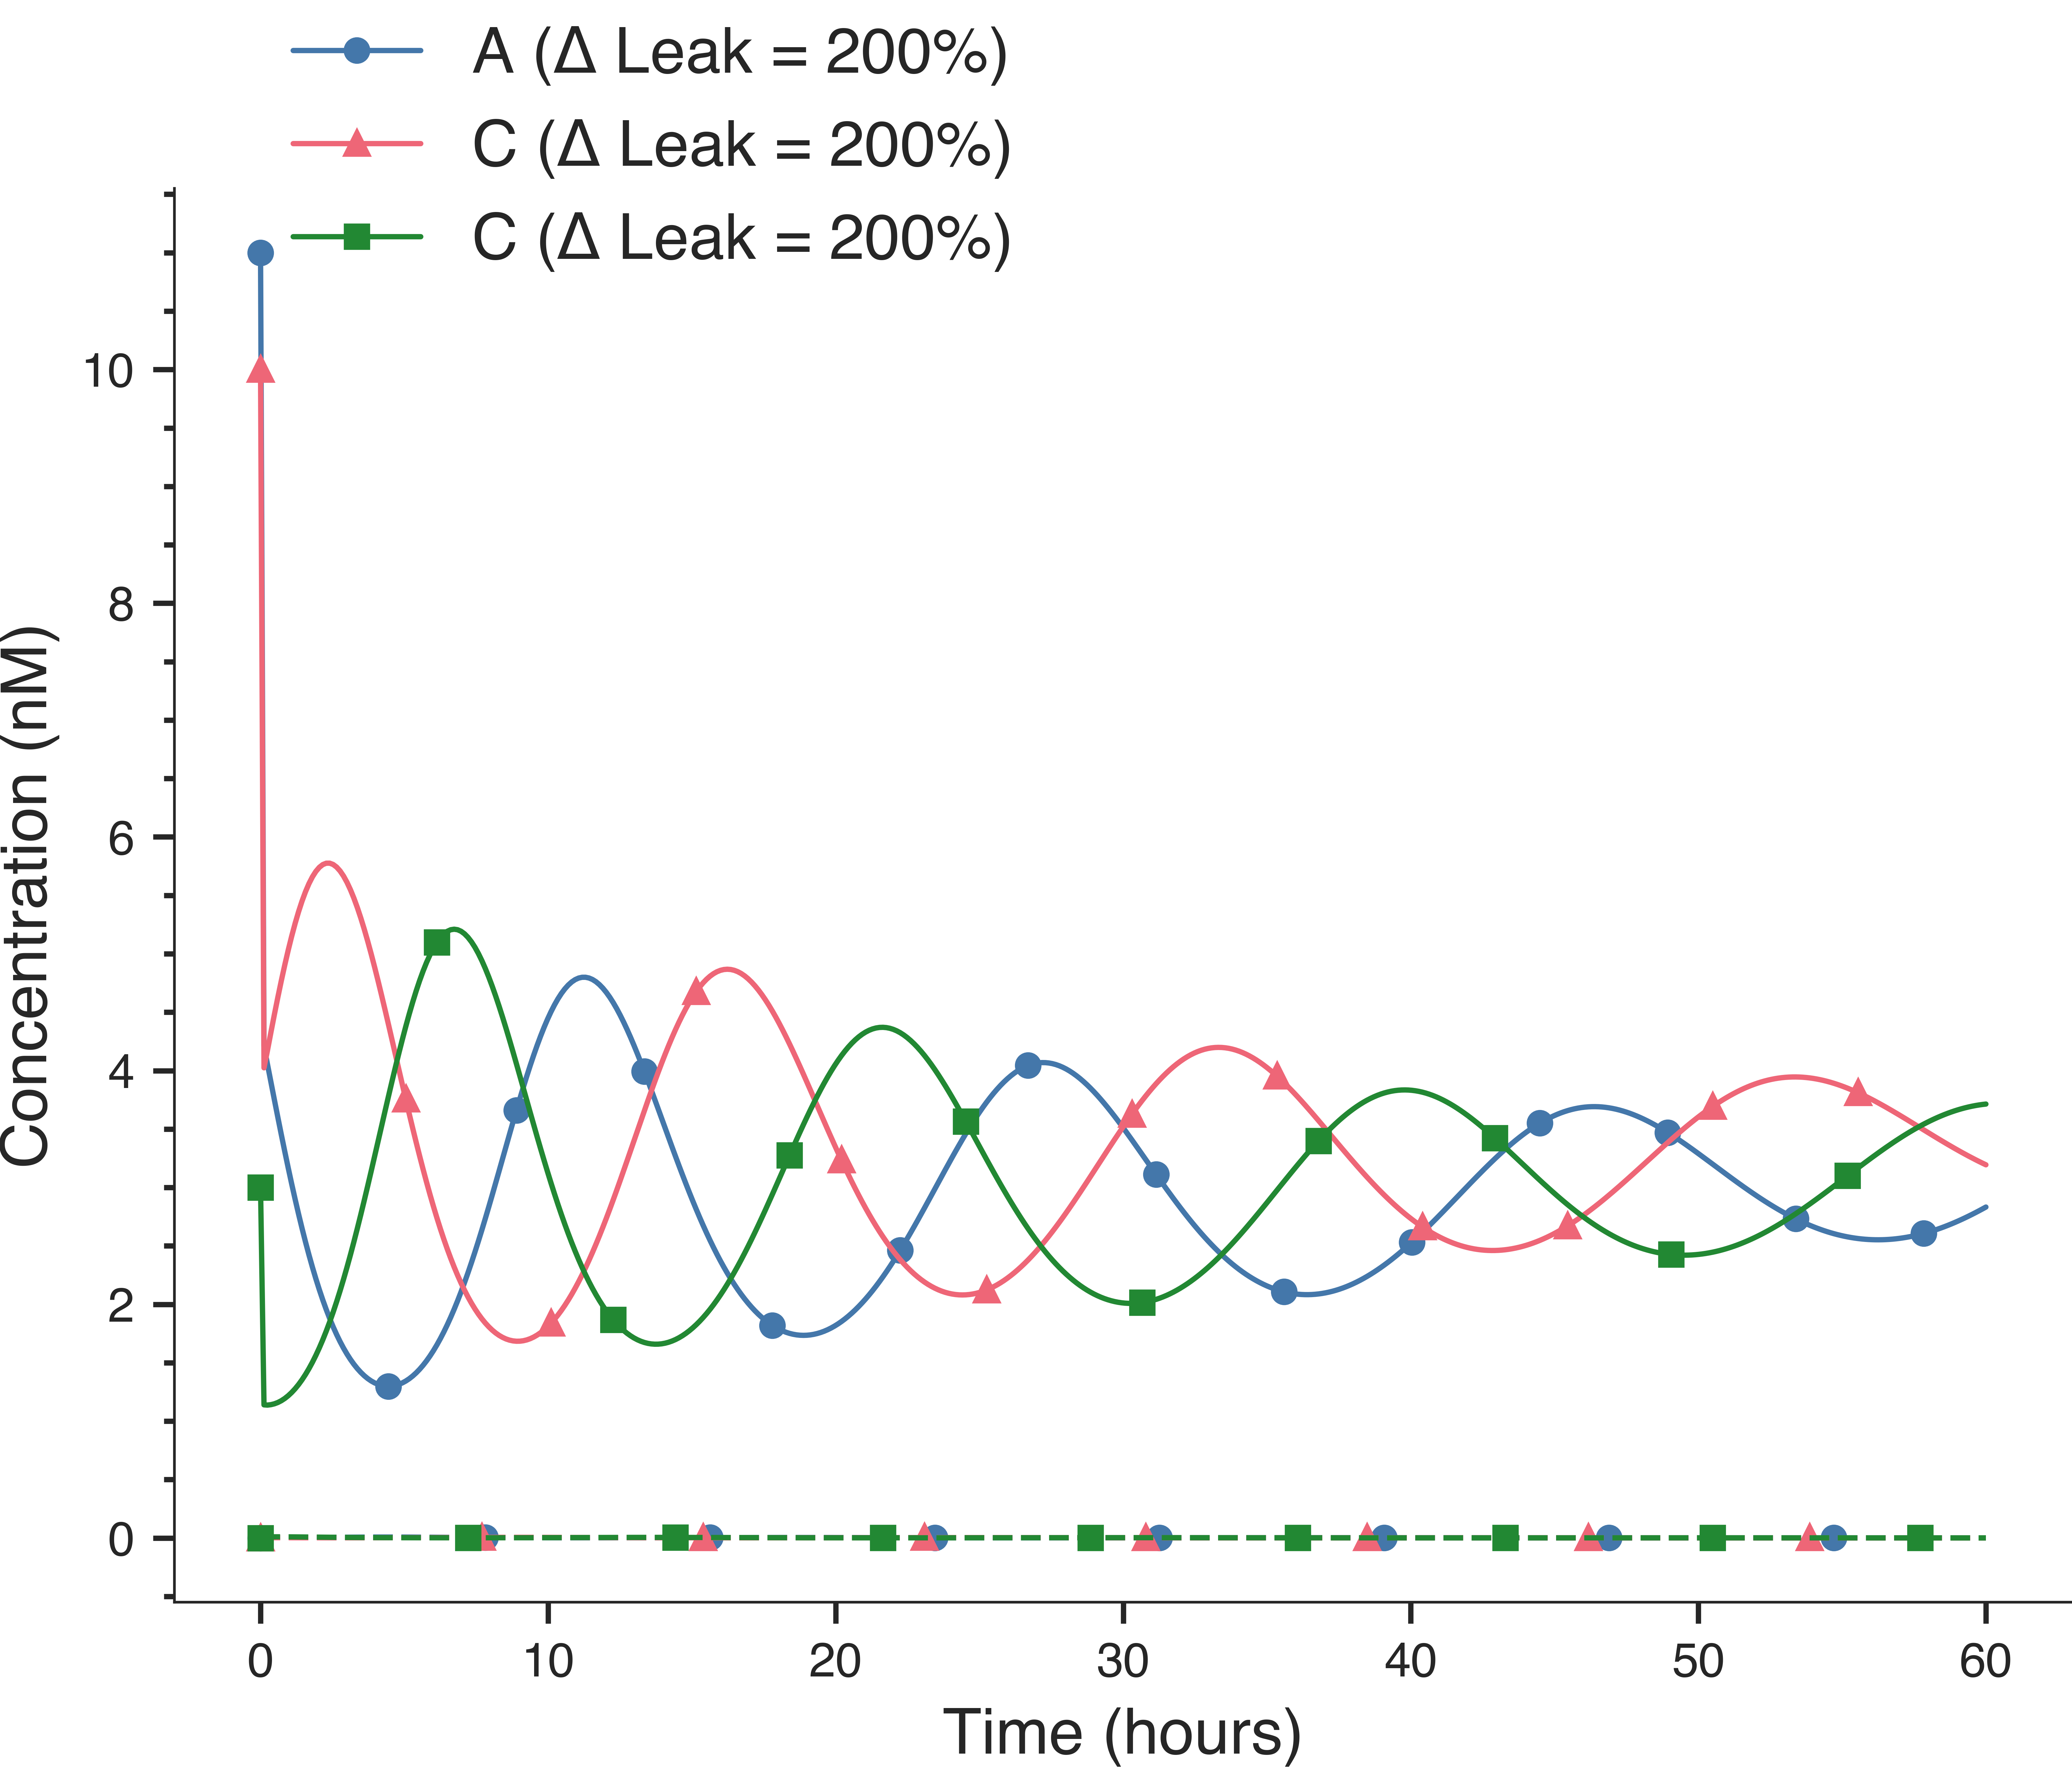 A (Δ Leak = 200%)
C (Δ Leak = 200%)
C (Δ Leak = 200%)
Concentration (nM)
10
8
6
4
2
0
0 10 20 30 40 50 60
Time (hours)